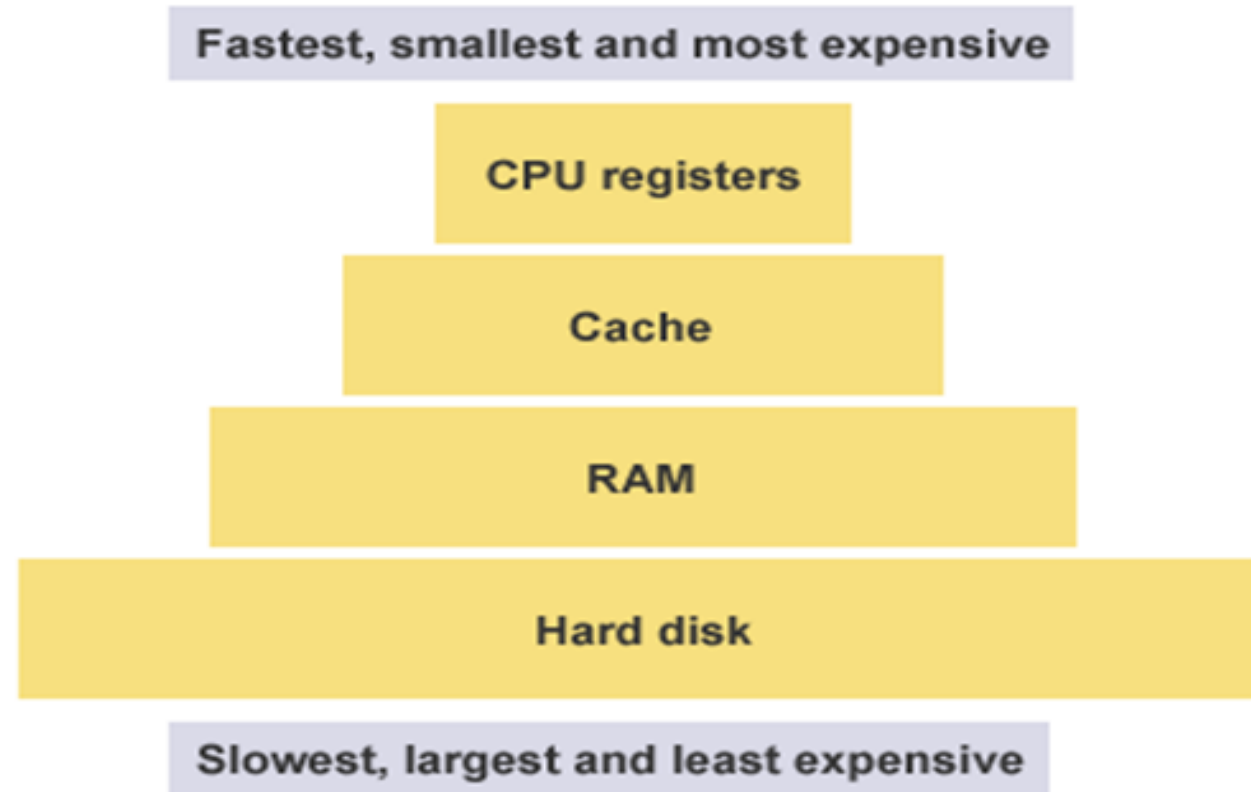 Fastest, smallest and most expensive
CPU registers
Cache
RAM
Hard disk
Slowest, largest and least expensive